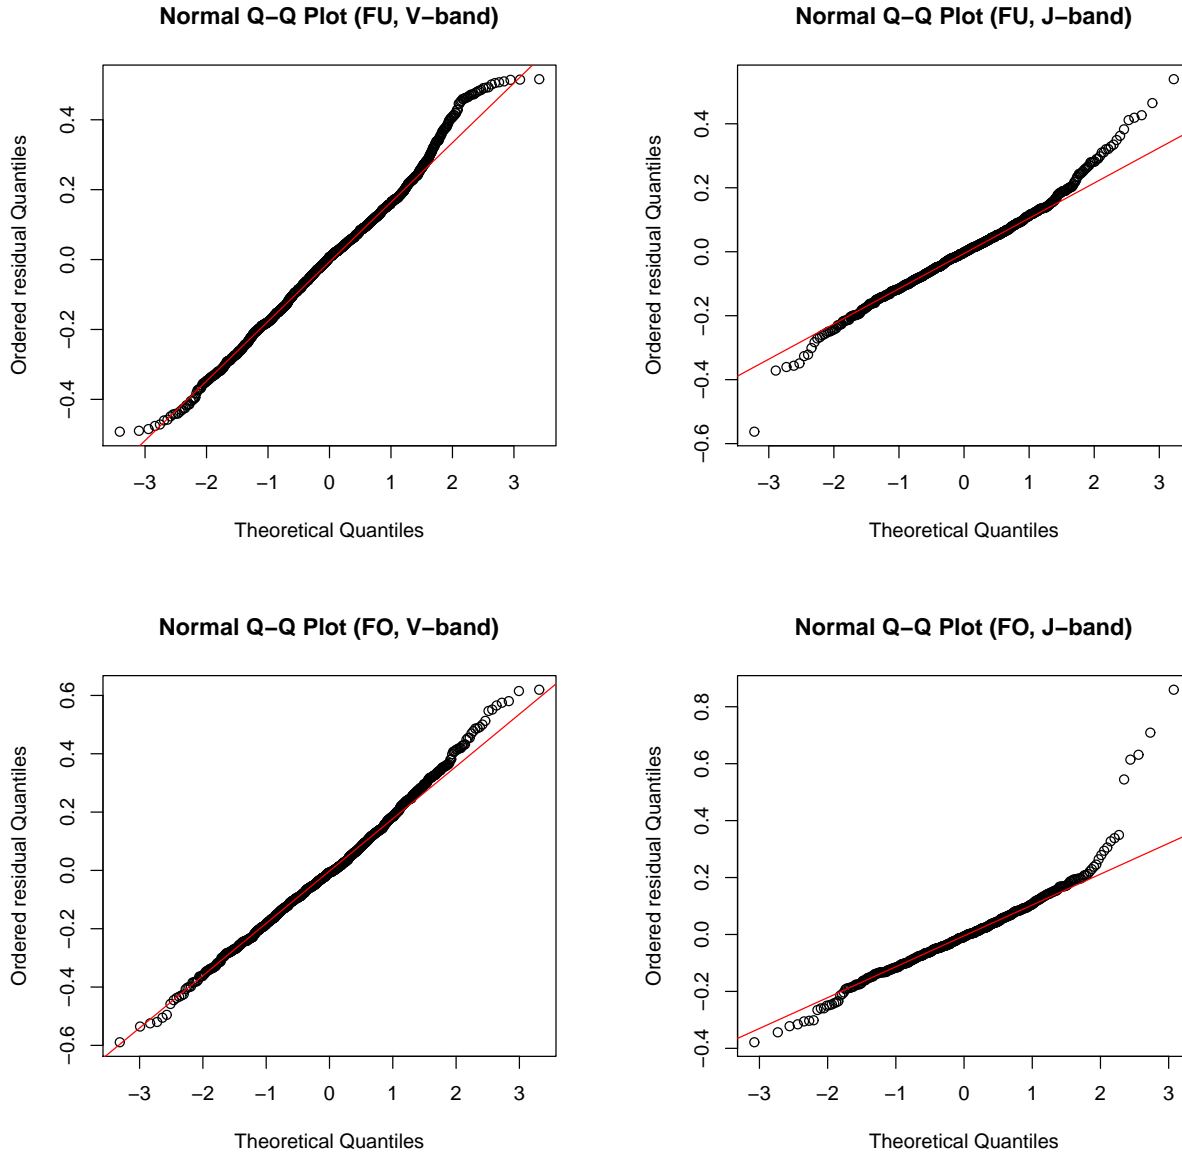 Normal Q−Q Plot (FU, V−band)
Ordered residual Quantiles
0.4
0.2
0.0
−0.2
−0.4
−3 −2 −1 0 1 2 3
Theoretical Quantiles
Normal Q−Q Plot (FU, J−band)
Ordered residual Quantiles
0.4
0.2
0.0
−0.2
−0.4
−0.6
−3 −2 −1 0 1 2 3
Theoretical Quantiles
Normal Q−Q Plot (FO, V−band)
Ordered residual Quantiles
0.6
0.4
0.2
0.0
−0.2
−0.4
−0.6
−3 −2 −1 0 1 2 3
Theoretical Quantiles
Normal Q−Q Plot (FO, J−band)
Ordered residual Quantiles
0.8
0.6
0.4
0.2
0.0
−0.2
−0.4
−3 −2 −1 0 1 2 3
Theoretical Quantiles